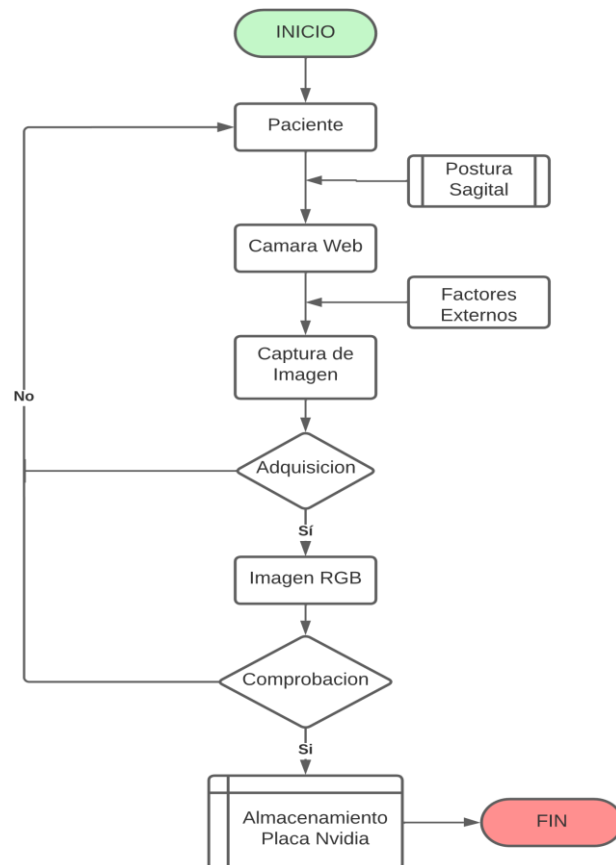 INICIO
Paciente
Postura
Sagital
Camara Web
Factores
Externos
Captura de
Imagen
No
Adquisicion
Sí
Imagen RGB
Comprobacion
Si
Almacenamiento
Placa Nvidia
FIN